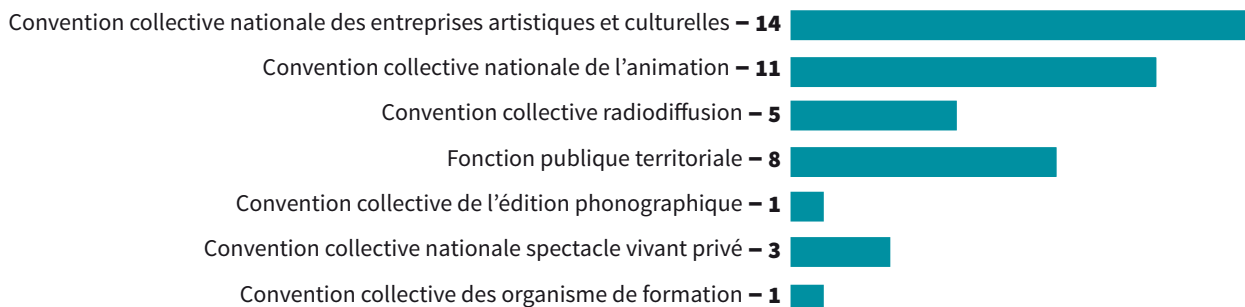 Convention collective nationale des entreprises artistiques et culturelles – 14
Convention collective nationale de l’animation – 11
Convention collective radiodiffusion – 5
Fonction publique territoriale – 8
Convention collective de l’édition phonographique – 1
Convention collective nationale spectacle vivant privé – 3
Convention collective des organisme de formation – 1